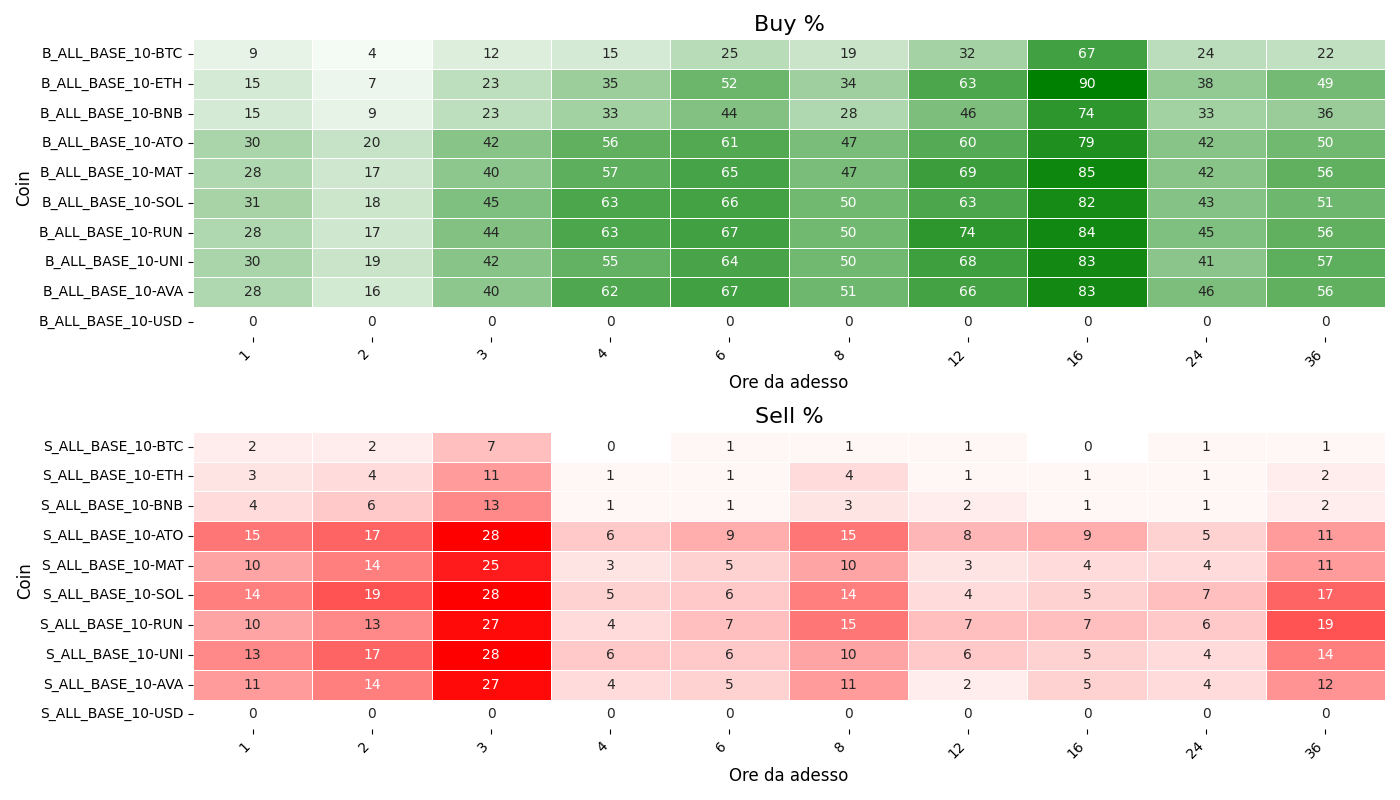 Buy %
Coin
B_ALL_BASE_10-BTC 9 4 12 15 25 19 32 67 24 22
B_ALL_BASE_10-ETH 15 7 23 35 52 34 63 90 38 49
B_ALL_BASE_10-BNB 15 9 23 33 44 28 46 74 33 36
B_ALL_BASE_10-ATO 30 20 42 56 61 47 60 79 42 50
B_ALL_BASE_10-MAT 28 17 40 57 65 47 69 85 42 56
B_ALL_BASE_10-SOL 31 18 45 63 66 50 63 82 43 51
B_ALL_BASE_10-RUN 28 17 44 63 67 50 74 84 45 56
B_ALL_BASE_10-UNI 30 19 42 55 64 50 68 83 41 57
B_ALL_BASE_10-AVA 28 16 40 62 67 51 66 83 46 56
B_ALL_BASE_10-USD 0 0 0 0 0 0 0 0 0 0
1 2 3 4 6 8 12 16 24 36
Ore da adesso
Sell %
Coin
S_ALL_BASE_10-BTC 2 2 7 0 1 1 1 0 1 1
S_ALL_BASE_10-ETH 3 4 11 1 1 4 1 1 1 2
S_ALL_BASE_10-BNB 4 6 13 1 1 3 2 1 1 2
S_ALL_BASE_10-ATO 15 17 28 6 9 15 8 9 5 11
S_ALL_BASE_10-MAT 10 14 25 3 5 10 3 4 4 11
S_ALL_BASE_10-SOL 14 19 28 5 6 14 4 5 7 17
S_ALL_BASE_10-RUN 10 13 27 4 7 15 7 7 6 19
S_ALL_BASE_10-UNI 13 17 28 6 6 10 6 5 4 14
S_ALL_BASE_10-AVA 11 14 27 4 5 11 2 5 4 12
S_ALL_BASE_10-USD 0 0 0 0 0 0 0 0 0 0
1 2 3 4 6 8 12 16 24 36
Ore da adesso